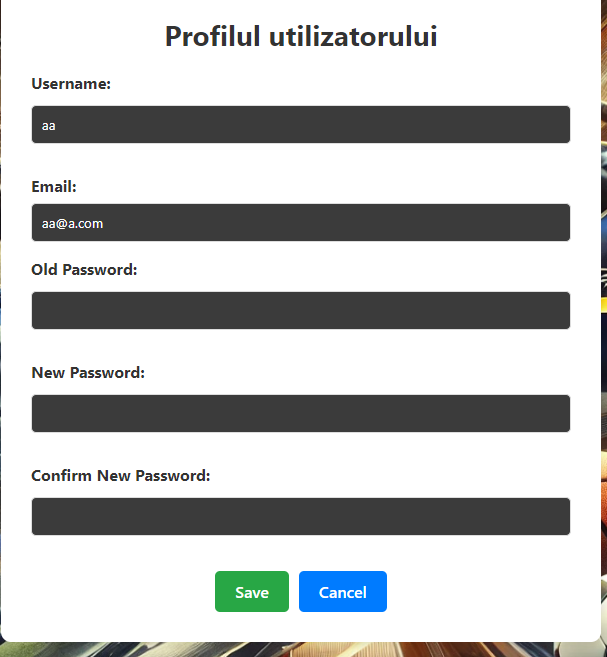 Profilul utilizatorului
Username:
aa
Email:
aa@a.com
Old Password:
New Password:
Confirm New Password:
Save Cancel